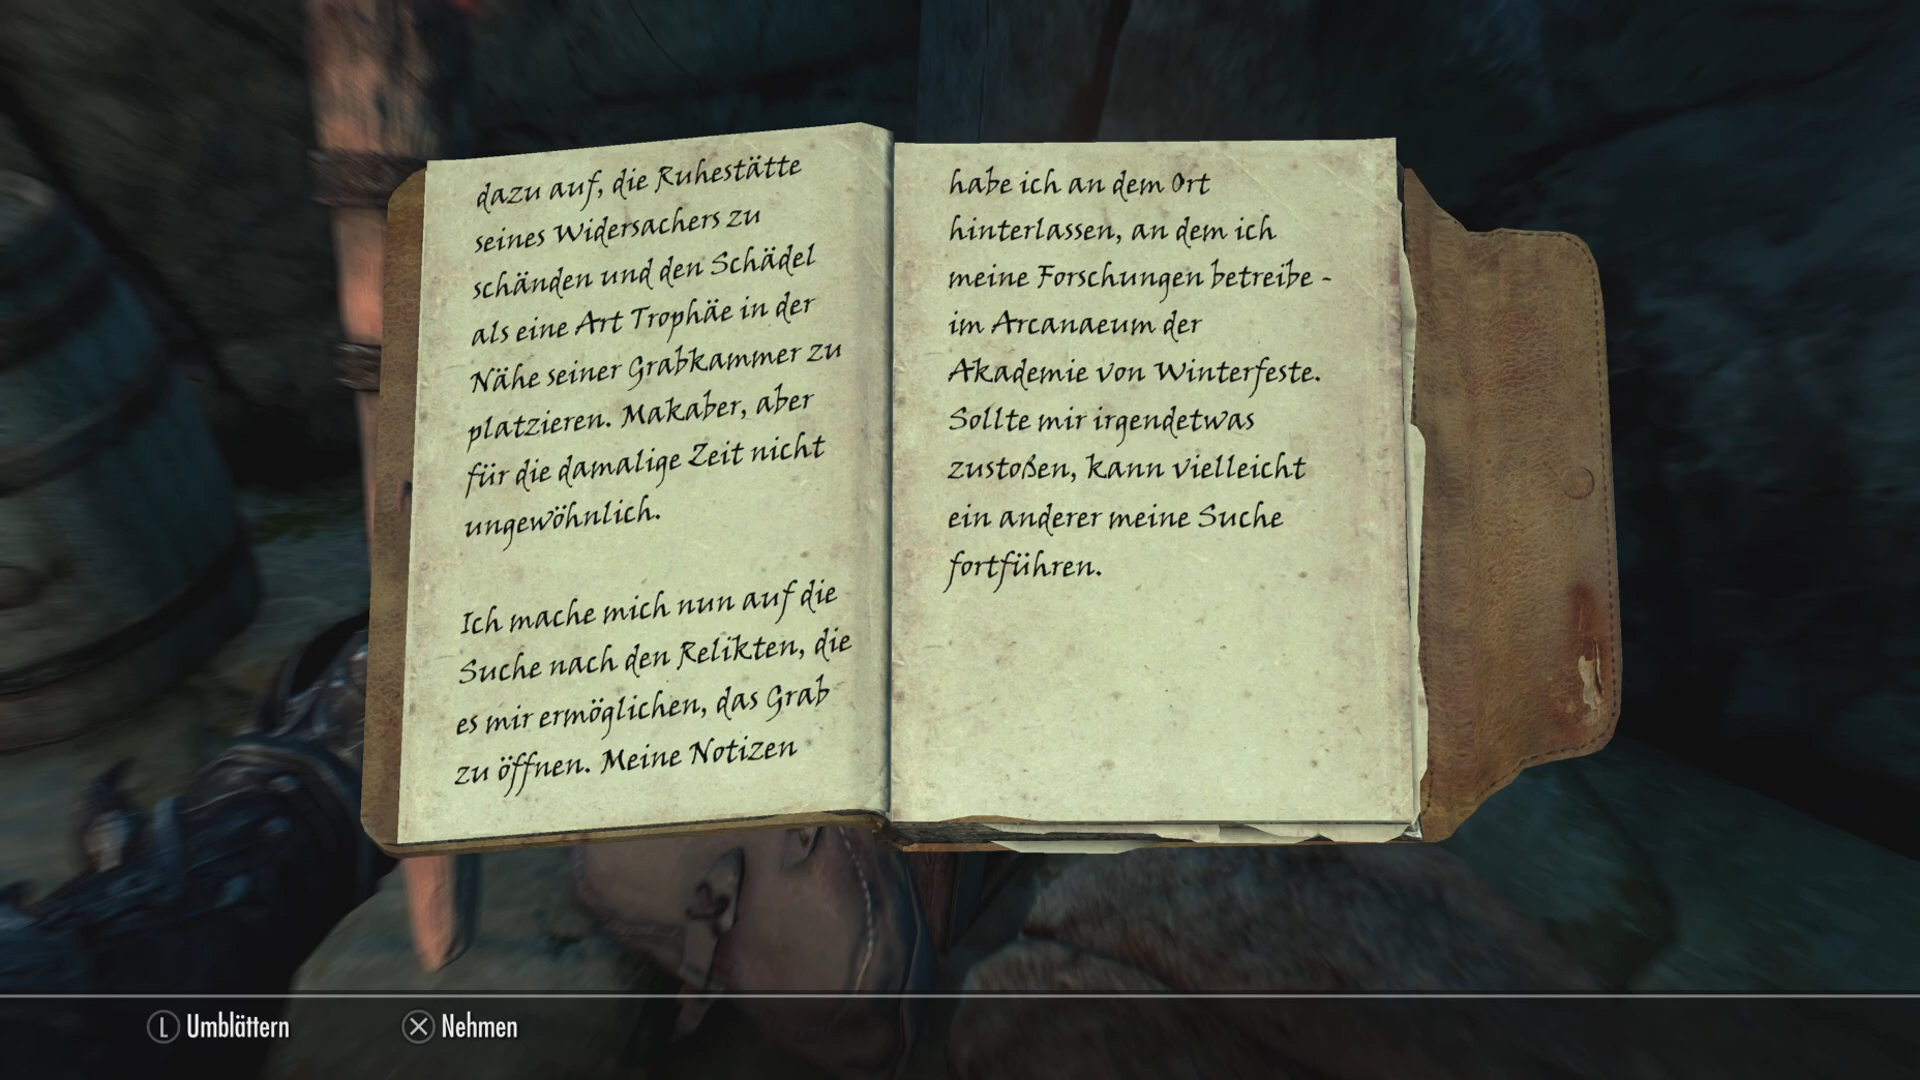 dazu auf, die Ruhestätte
seines Widersachers zu
schänden und den Schädel
als eine Art Trophäe in der
Nähe seiner Grabkammer zu
platzieren. Makaber, aber
für die damalige Zeit nicht
ungewöhnlich.
Ich mache mich nun auf die
Suche nach den Relikten, die
es mir ermöglichen, das Grab
zu öffnen. Meine Notizen
habe ich an dem Ort
hinterlassen, an dem ich
meine Forschungen betreibe -
im Arcanaeum der
Akademie von Winterfeste.
Sollte mir irgendetwas
zustoßen, kann vielleicht
ein anderer meine Suche
fortführen.
L Umblättern
X Nehmen